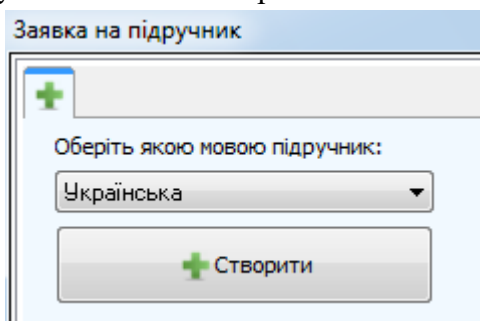 Заявка на підручник
Оберіть якою мовою підручник:
Українська
Створити